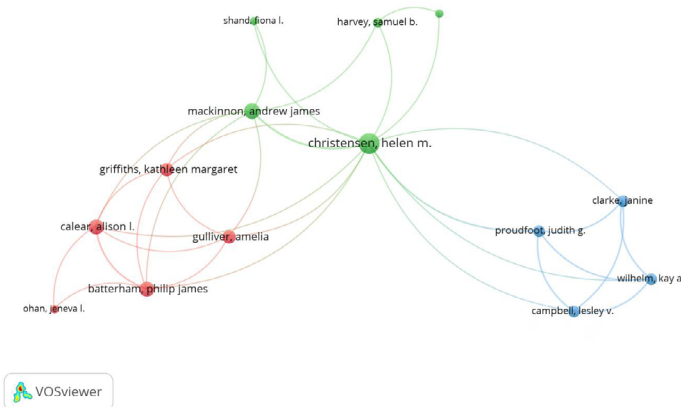 shand, fiona l.
harvey, samuel b.
mackinnon, andrew james
christensen, helen m.
griffiths, kathleen margaret
clarke, janine
calear, alison l.
gulliver, amelia
proudfoot, judith g.
wilhelm, kay a
batterham, philip james
ohan, jeneva l.
campbell, lesley v.
VOSviewer